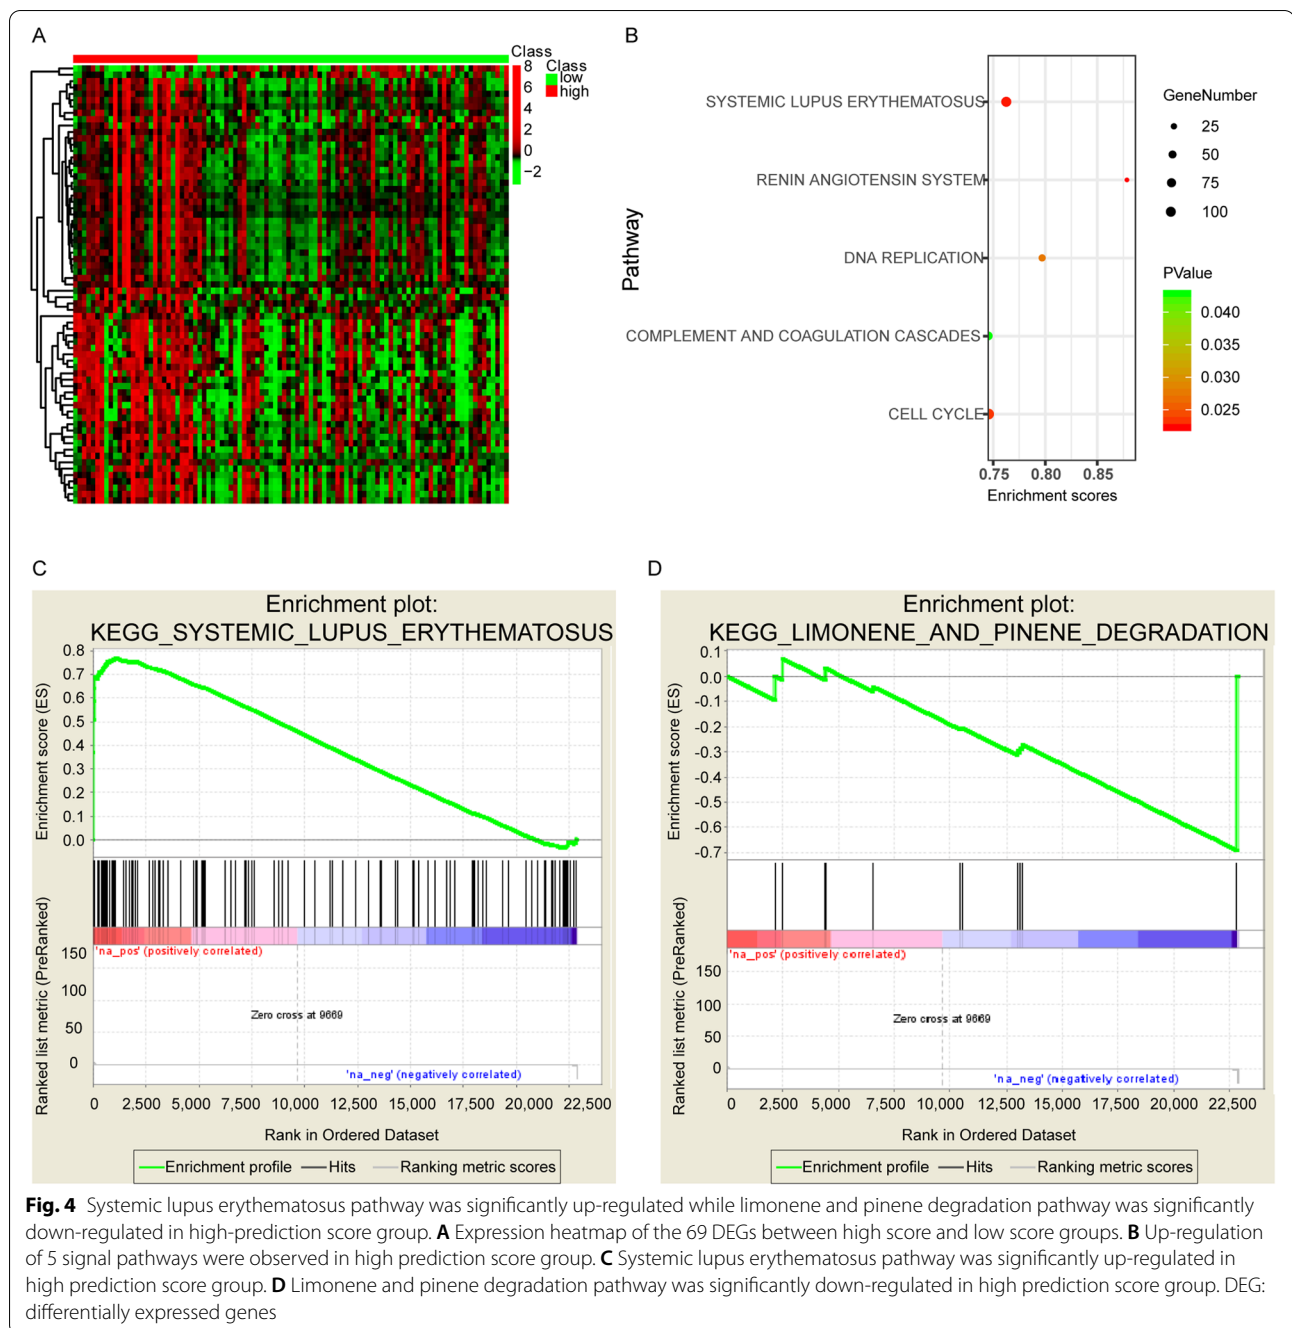 A
Class
8
6
4
2
0
−2
Class
low
high
B
Pathway
SYSTEMIC LUPUS ERYTHEMATOSUS
RENIN ANGIOTENSIN SYSTEM
DNA REPLICATION
COMPLEMENT AND COAGULATION CASCADES
CELL CYCLE
0.75 0.80 0.85
Enrichment scores
GeneNumber
25
50
75
100
PValue
0.040
0.035
0.030
0.025
C
Enrichment plot:
KEGG_SYSTEMIC_LUPUS_ERYTHEMATOSUS
Enrichment score (ES)
0.8
0.7
0.6
0.5
0.4
0.3
0.2
0.1
0.0
Ranked list metric (PreRanked)
'na_pos' (positively correlated)
150
100
50
0
Zero cross at 9669
'na_neg' (negatively correlated)
0 2,500 5,000 7,500 10,000 12,500 15,000 17,500 20,000 22,500
Rank in Ordered Dataset
Enrichment profile Hits Ranking metric scores
D
Enrichment plot:
KEGG_LIMONENE_AND_PINENE_DEGRADATION
Enrichment score (ES)
0.1
0.0
-0.1
-0.2
-0.3
-0.4
-0.5
-0.6
-0.7
Ranked list metric (PreRanked)
'na_pos' (positively correlated)
150
100
50
0
Zero cross at 9669
'na_neg' (negatively correlated)
0 2,500 5,000 7,500 10,000 12,500 15,000 17,500 20,000 22,500
Rank in Ordered Dataset
Enrichment profile Hits Ranking metric scores
Fig. 4 Systemic lupus erythematosus pathway was significantly up-regulated while limonene and pinene degradation pathway was significantly
down-regulated in high-prediction score group. A Expression heatmap of the 69 DEGs between high score and low score groups. B Up-regulation
of 5 signal pathways were observed in high prediction score group. C Systemic lupus erythematosus pathway was significantly up-regulated in
high prediction score group. D Limonene and pinene degradation pathway was significantly down-regulated in high prediction score group. DEG:
differentially expressed genes